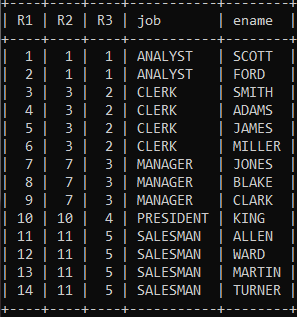 +----+----+----+-----------+--------+
| R1 | R2 | R3 | job       | ename  |
+----+----+----+-----------+--------+
|  1 |  1 |  1 | ANALYST   | SCOTT  |
|  2 |  1 |  1 | ANALYST   | FORD   |
|  3 |  3 |  2 | CLERK     | SMITH  |
|  4 |  3 |  2 | CLERK     | ADAMS  |
|  5 |  3 |  2 | CLERK     | JAMES  |
|  6 |  3 |  2 | CLERK     | MILLER |
|  7 |  7 |  3 | MANAGER   | JONES  |
|  8 |  7 |  3 | MANAGER   | BLAKE  |
|  9 |  7 |  3 | MANAGER   | CLARK  |
| 10 | 10 |  4 | PRESIDENT | KING   |
| 11 | 11 |  5 | SALESMAN  | ALLEN  |
| 12 | 11 |  5 | SALESMAN  | WARD   |
| 13 | 11 |  5 | SALESMAN  | MARTIN |
| 14 | 11 |  5 | SALESMAN  | TURNER |
+----+----+----+-----------+--------+